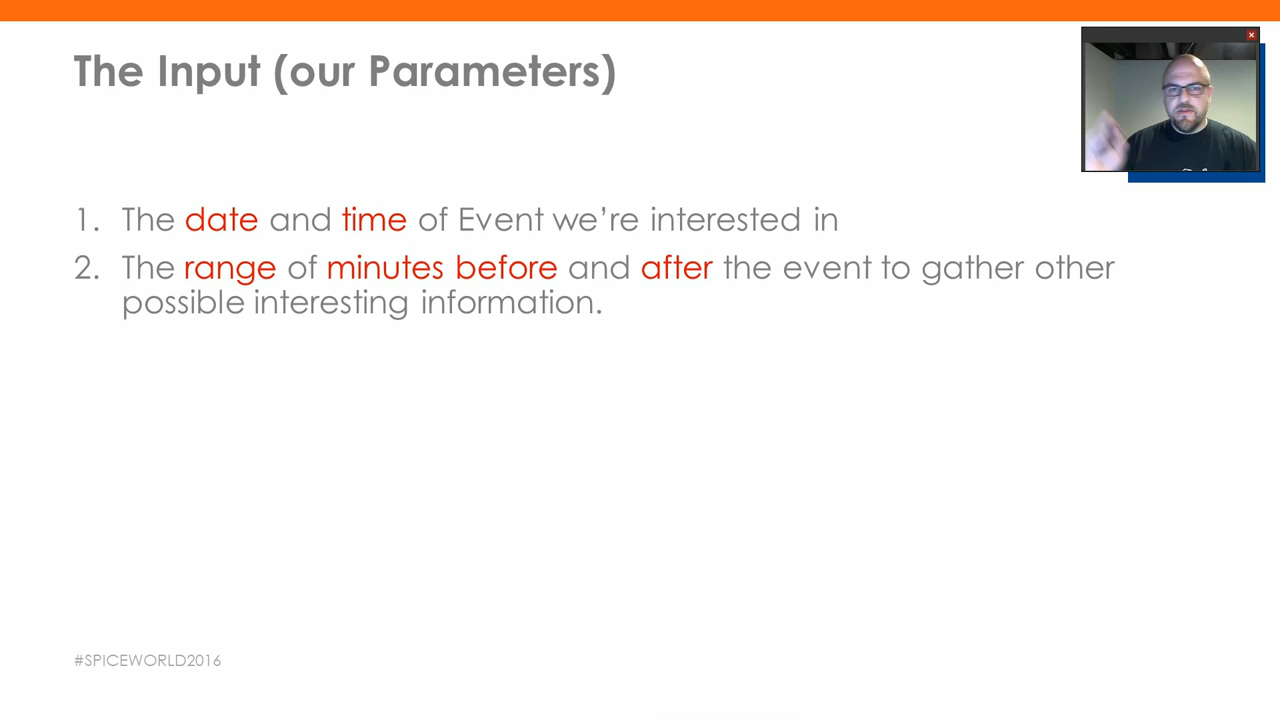 The Input (our Parameters)
1. The date and time of Event we're interested in
2. The range of minutes before and after the event to gather other
possible interesting information.
#SPICEWORLD2016